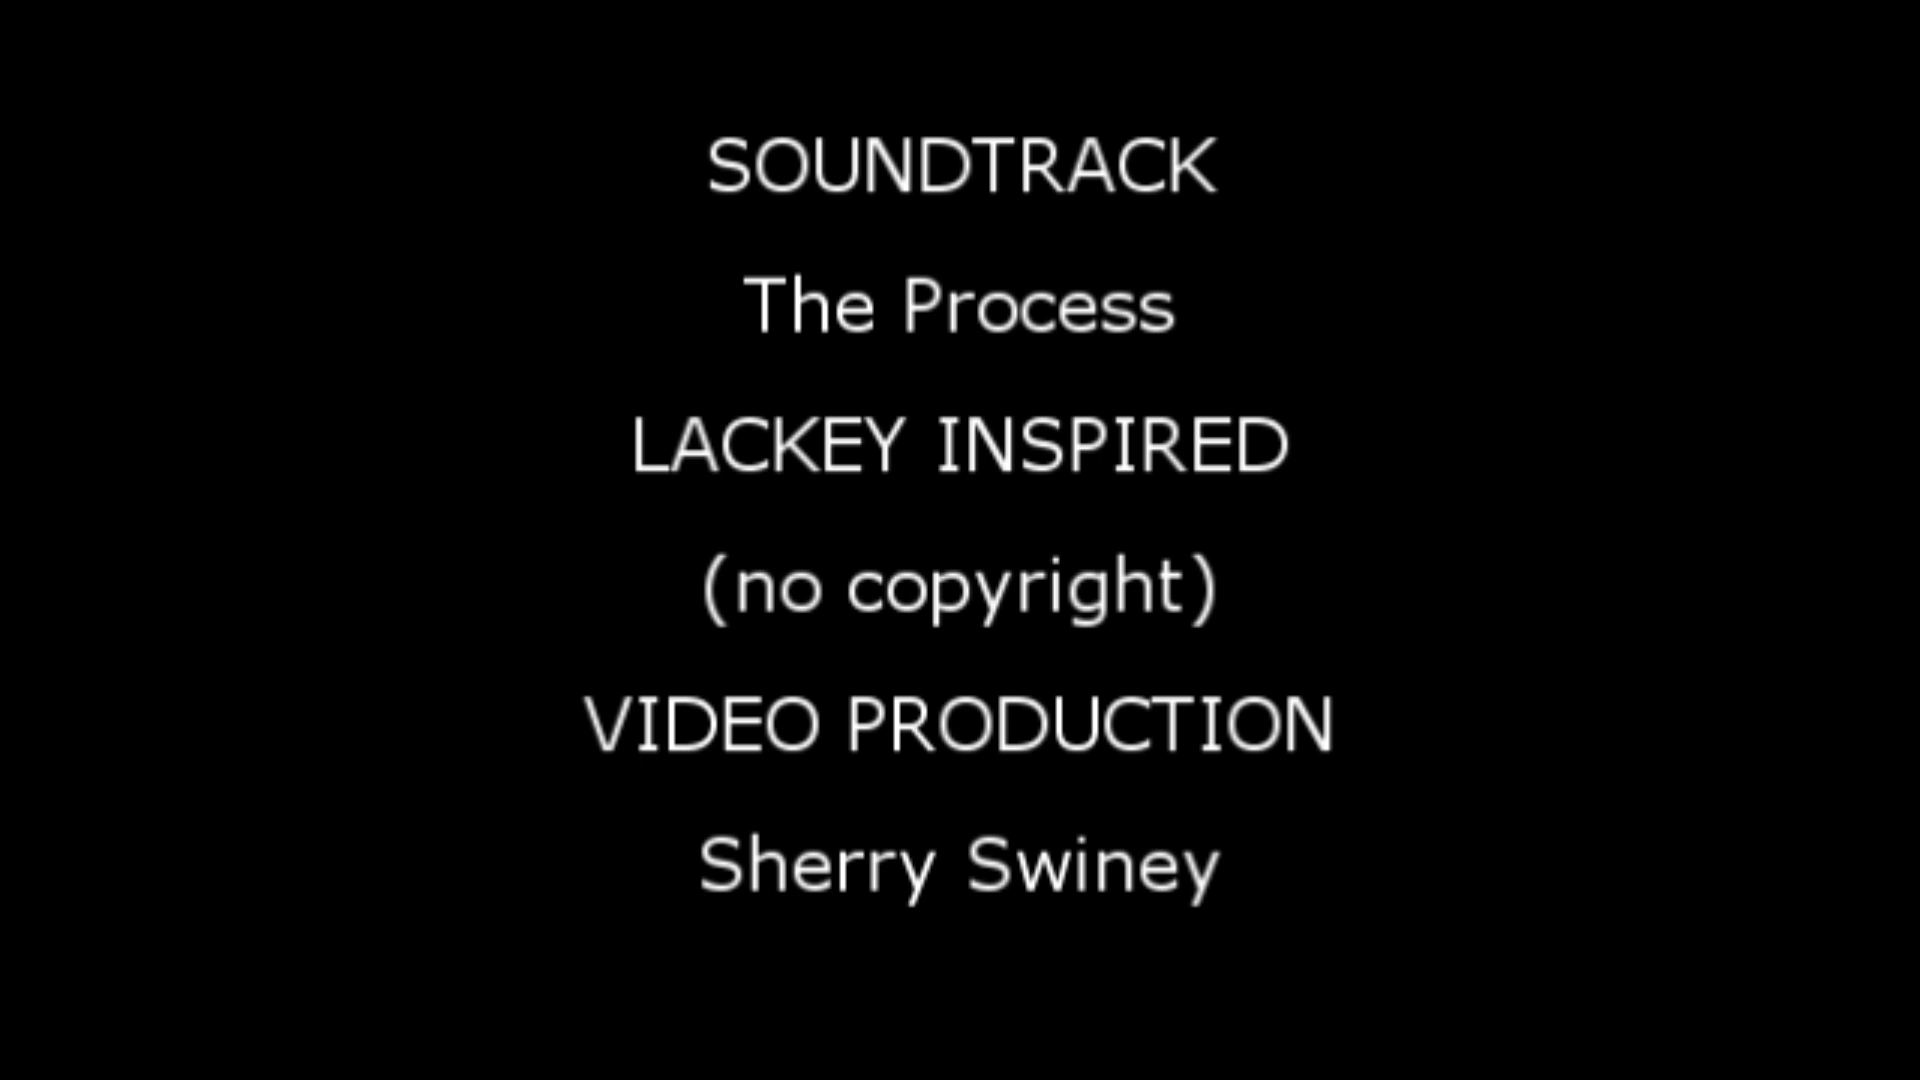 SOUNDTRACK
The Process
LACKEY INSPIRED
(no copyright)
VIDEO PRODUCTION
Sherry Swiney